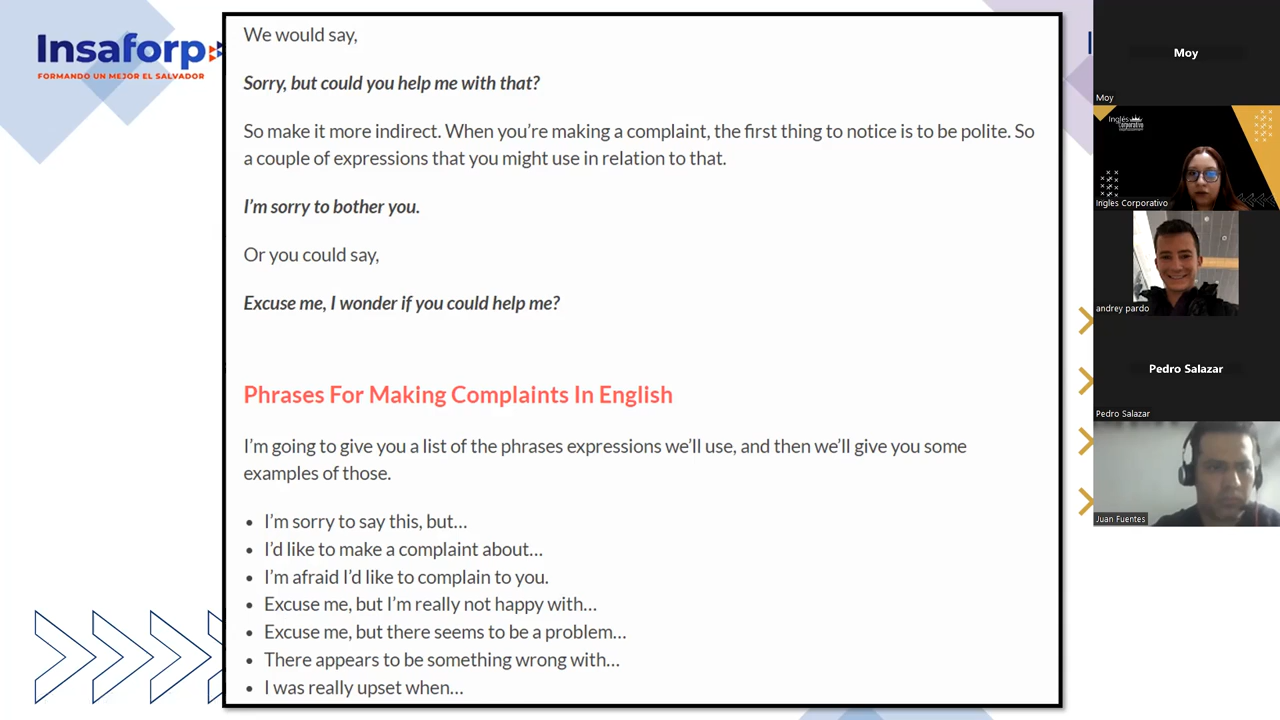 Insaforp
FORMANDO UN MEJOR EL SALVADOR
We would say,
Sorry, but could you help me with that?
So make it more indirect. When you're making a complaint, the first thing to notice is to be polite. So
a couple of expressions that you might use in relation to that.
I'm sorry to bother you.
Or you could say,
Excuse me, I wonder if you could help me?
Phrases For Making Complaints In English
I'm going to give you a list of the phrases expressions we'll use, and then we'll give you some
examples of those.
• I'm sorry to say this, but...
• I'd like to make a complaint about...
• I'm afraid I'd like to complain to you.
• Excuse me, but I'm really not happy with...
• Excuse me, but there seems to be a problem...
• There appears to be something wrong with...
• I was really upset when...
Moy
Moy
Inglés
Corporativo
Ingles Corporativo
andrey pardo
Pedro Salazar
Pedro Salazar
Juan Fuentes